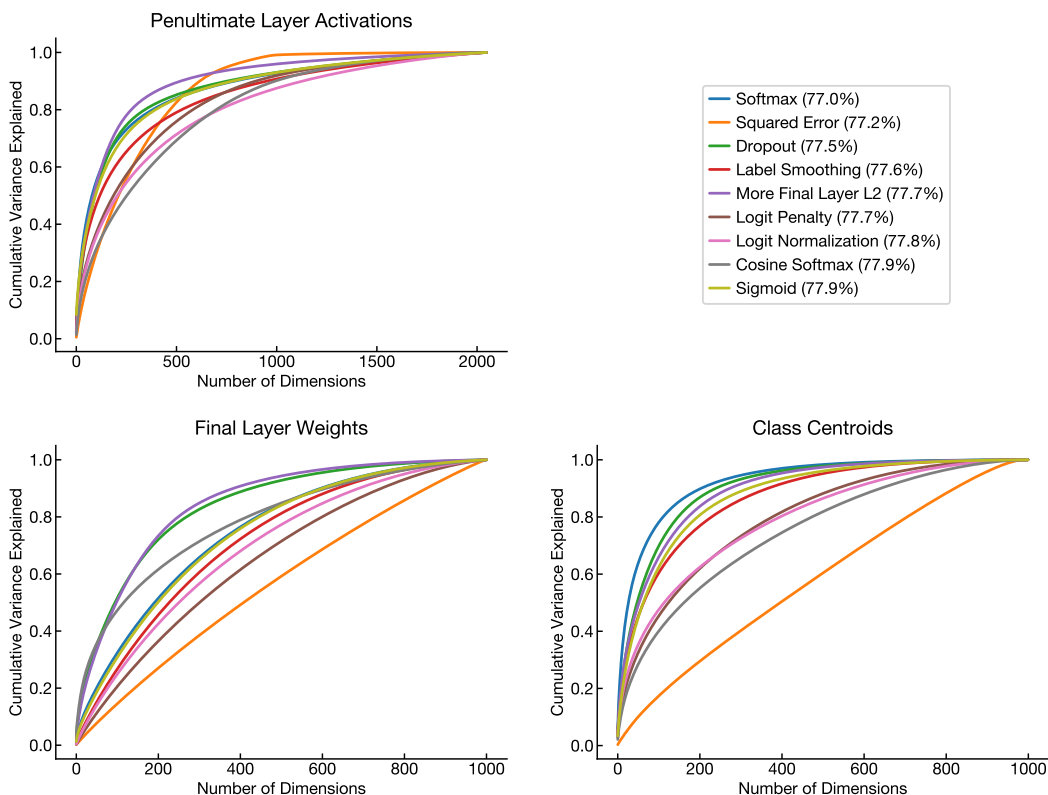 Penultimate Layer Activations
Cumulative Variance Explained
1.0
0.8
0.6
0.4
0.2
0.0
0 500 1000 1500 2000
Number of Dimensions
Softmax (77.0%)
Squared Error (77.2%)
Dropout (77.5%)
Label Smoothing (77.6%)
More Final Layer L2 (77.7%)
Logit Penalty (77.7%)
Logit Normalization (77.8%)
Cosine Softmax (77.9%)
Sigmoid (77.9%)
Final Layer Weights
Cumulative Variance Explained
1.0
0.8
0.6
0.4
0.2
0.0
0 200 400 600 800 1000
Number of Dimensions
Class Centroids
Cumulative Variance Explained
1.0
0.8
0.6
0.4
0.2
0.0
0 200 400 600 800 1000
Number of Dimensions